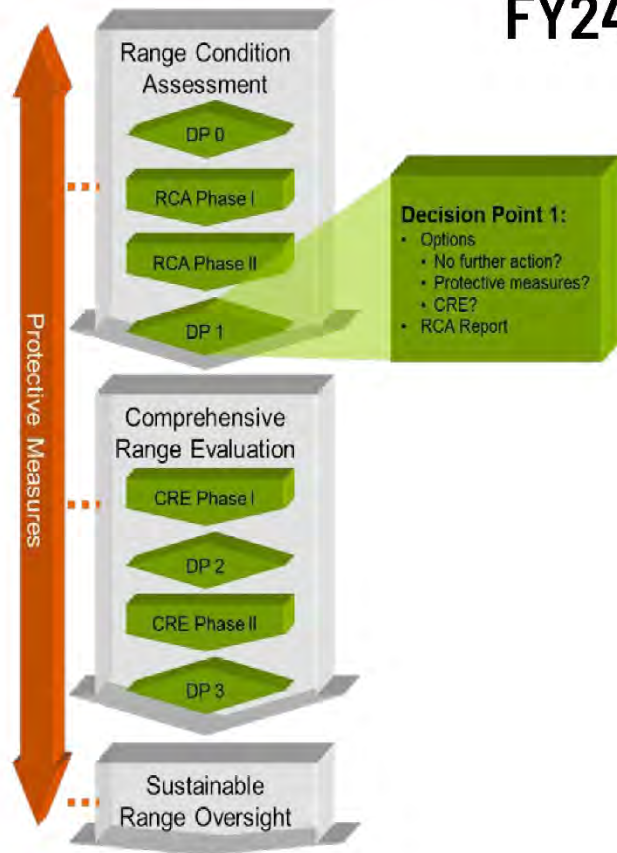 FY24
Range Condition
Assessment
DP 0
RCA Phase I
RCA Phase II
DP 1
Decision Point 1:
• Options
• No further action?
• Protective measures?
• CRE?
• RCA Report
Protective Measures
Comprehensive
Range Evaluation
CRE Phase I
DP 2
CRE Phase II
DP 3
Sustainable
Range Oversight